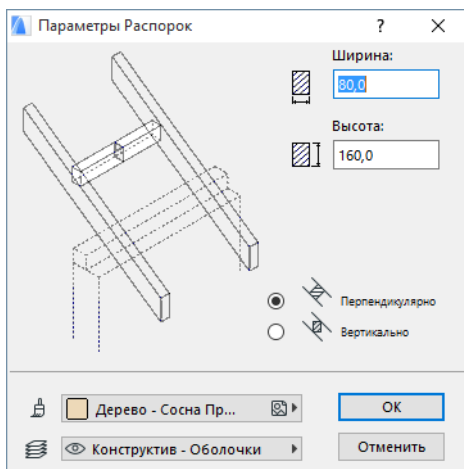 Параметры Распорок
?
Ширина:
80,0
Высота:
160,0
Перпендикулярно
Вертикально
Дерево - Сосна Пр...
OK
Конструктив - Оболочки
Отменить